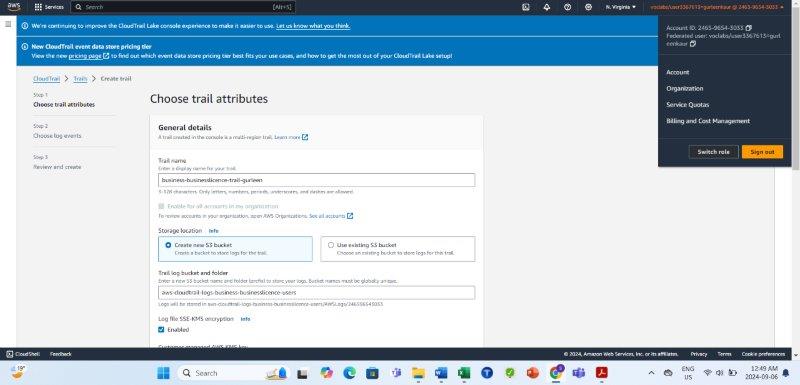 aws
Services
Search
[Alt+S]
N. Virginia
voclabs/user3367613=gurteenkaur @ 2465-9654-3033
We're continuing to improve the CloudTrail Lake console experience to make it easier to use. Let us know what you think.
New CloudTrail event data store pricing tier
View the new pricing page to find out which event data store pricing tier best fits your use cases, and how to get the most out of your CloudTrail Lake setup!
Account ID: 2465-9654-3033
Federated user: voclabs/user3367613=gurt
eenkaur
Account
Organization
Service Quotas
Billing and Cost Management
Switch role
Sign out
CloudTrail
Trails
Create trail
Step 1
Choose trail attributes
Step 2
Choose log events
Step 3
Review and create
Choose trail attributes
General details
A trail created in the console is a multi-region trail. Learn more
Trail name
Enter a display name for your trail.
business-businesslicence-trail-gurleen
3-128 characters. Only letters, numbers, periods, underscores, and dashes are allowed.
Enable for all accounts in my organization
To review accounts in your organization, open AWS Organizations. See all accounts
Storage location Info
Create new S3 bucket
Create a bucket to store logs for the trail.
Use existing S3 bucket
Choose an existing bucket to store logs for this trail.
Trail log bucket and folder
Enter a new S3 bucket name and folder (prefix) to store your logs. Bucket names must be globally unique.
aws-cloudtrail-logs-business-businesslicence-users
Logs will be stored in aws-cloudtrail-logs-business-businesslicence-users/AWSLogs/246596543033
Log file SSE-KMS encryption Info
Enabled
Customer managed AWS KMS key
CloudShell
Feedback
© 2024, Amazon Web Services, Inc. or its affiliates.
Privacy
Terms
Cookie preferences
19°
Search
ENG
US
12:49 AM
2024-09-06